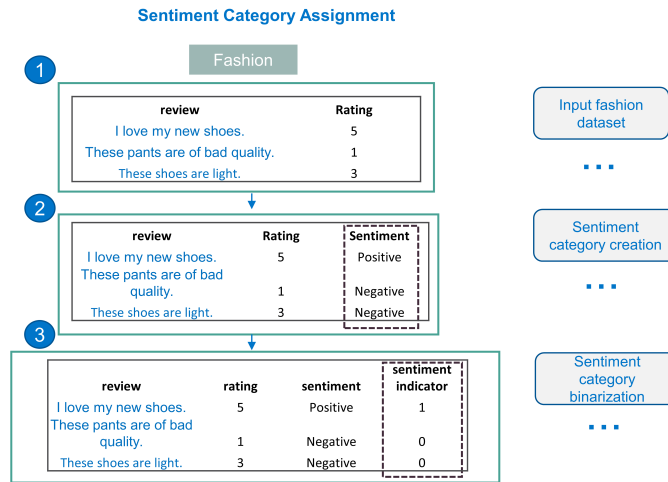 Sentiment Category Assignment
Fashion
1
review Rating
I love my new shoes. 5
These pants are of bad quality. 1
These shoes are light. 3
Input fashion
dataset
...
2
review Rating Sentiment
I love my new shoes. 5 Positive
These pants are of bad
quality. 1 Negative
These shoes are light. 3 Negative
Sentiment
category creation
...
3
sentiment
review rating sentiment indicator
I love my new shoes. 5 Positive 1
These pants are of bad
quality. 1 Negative 0
These shoes are light. 3 Negative 0
Sentiment
category
binarization
...